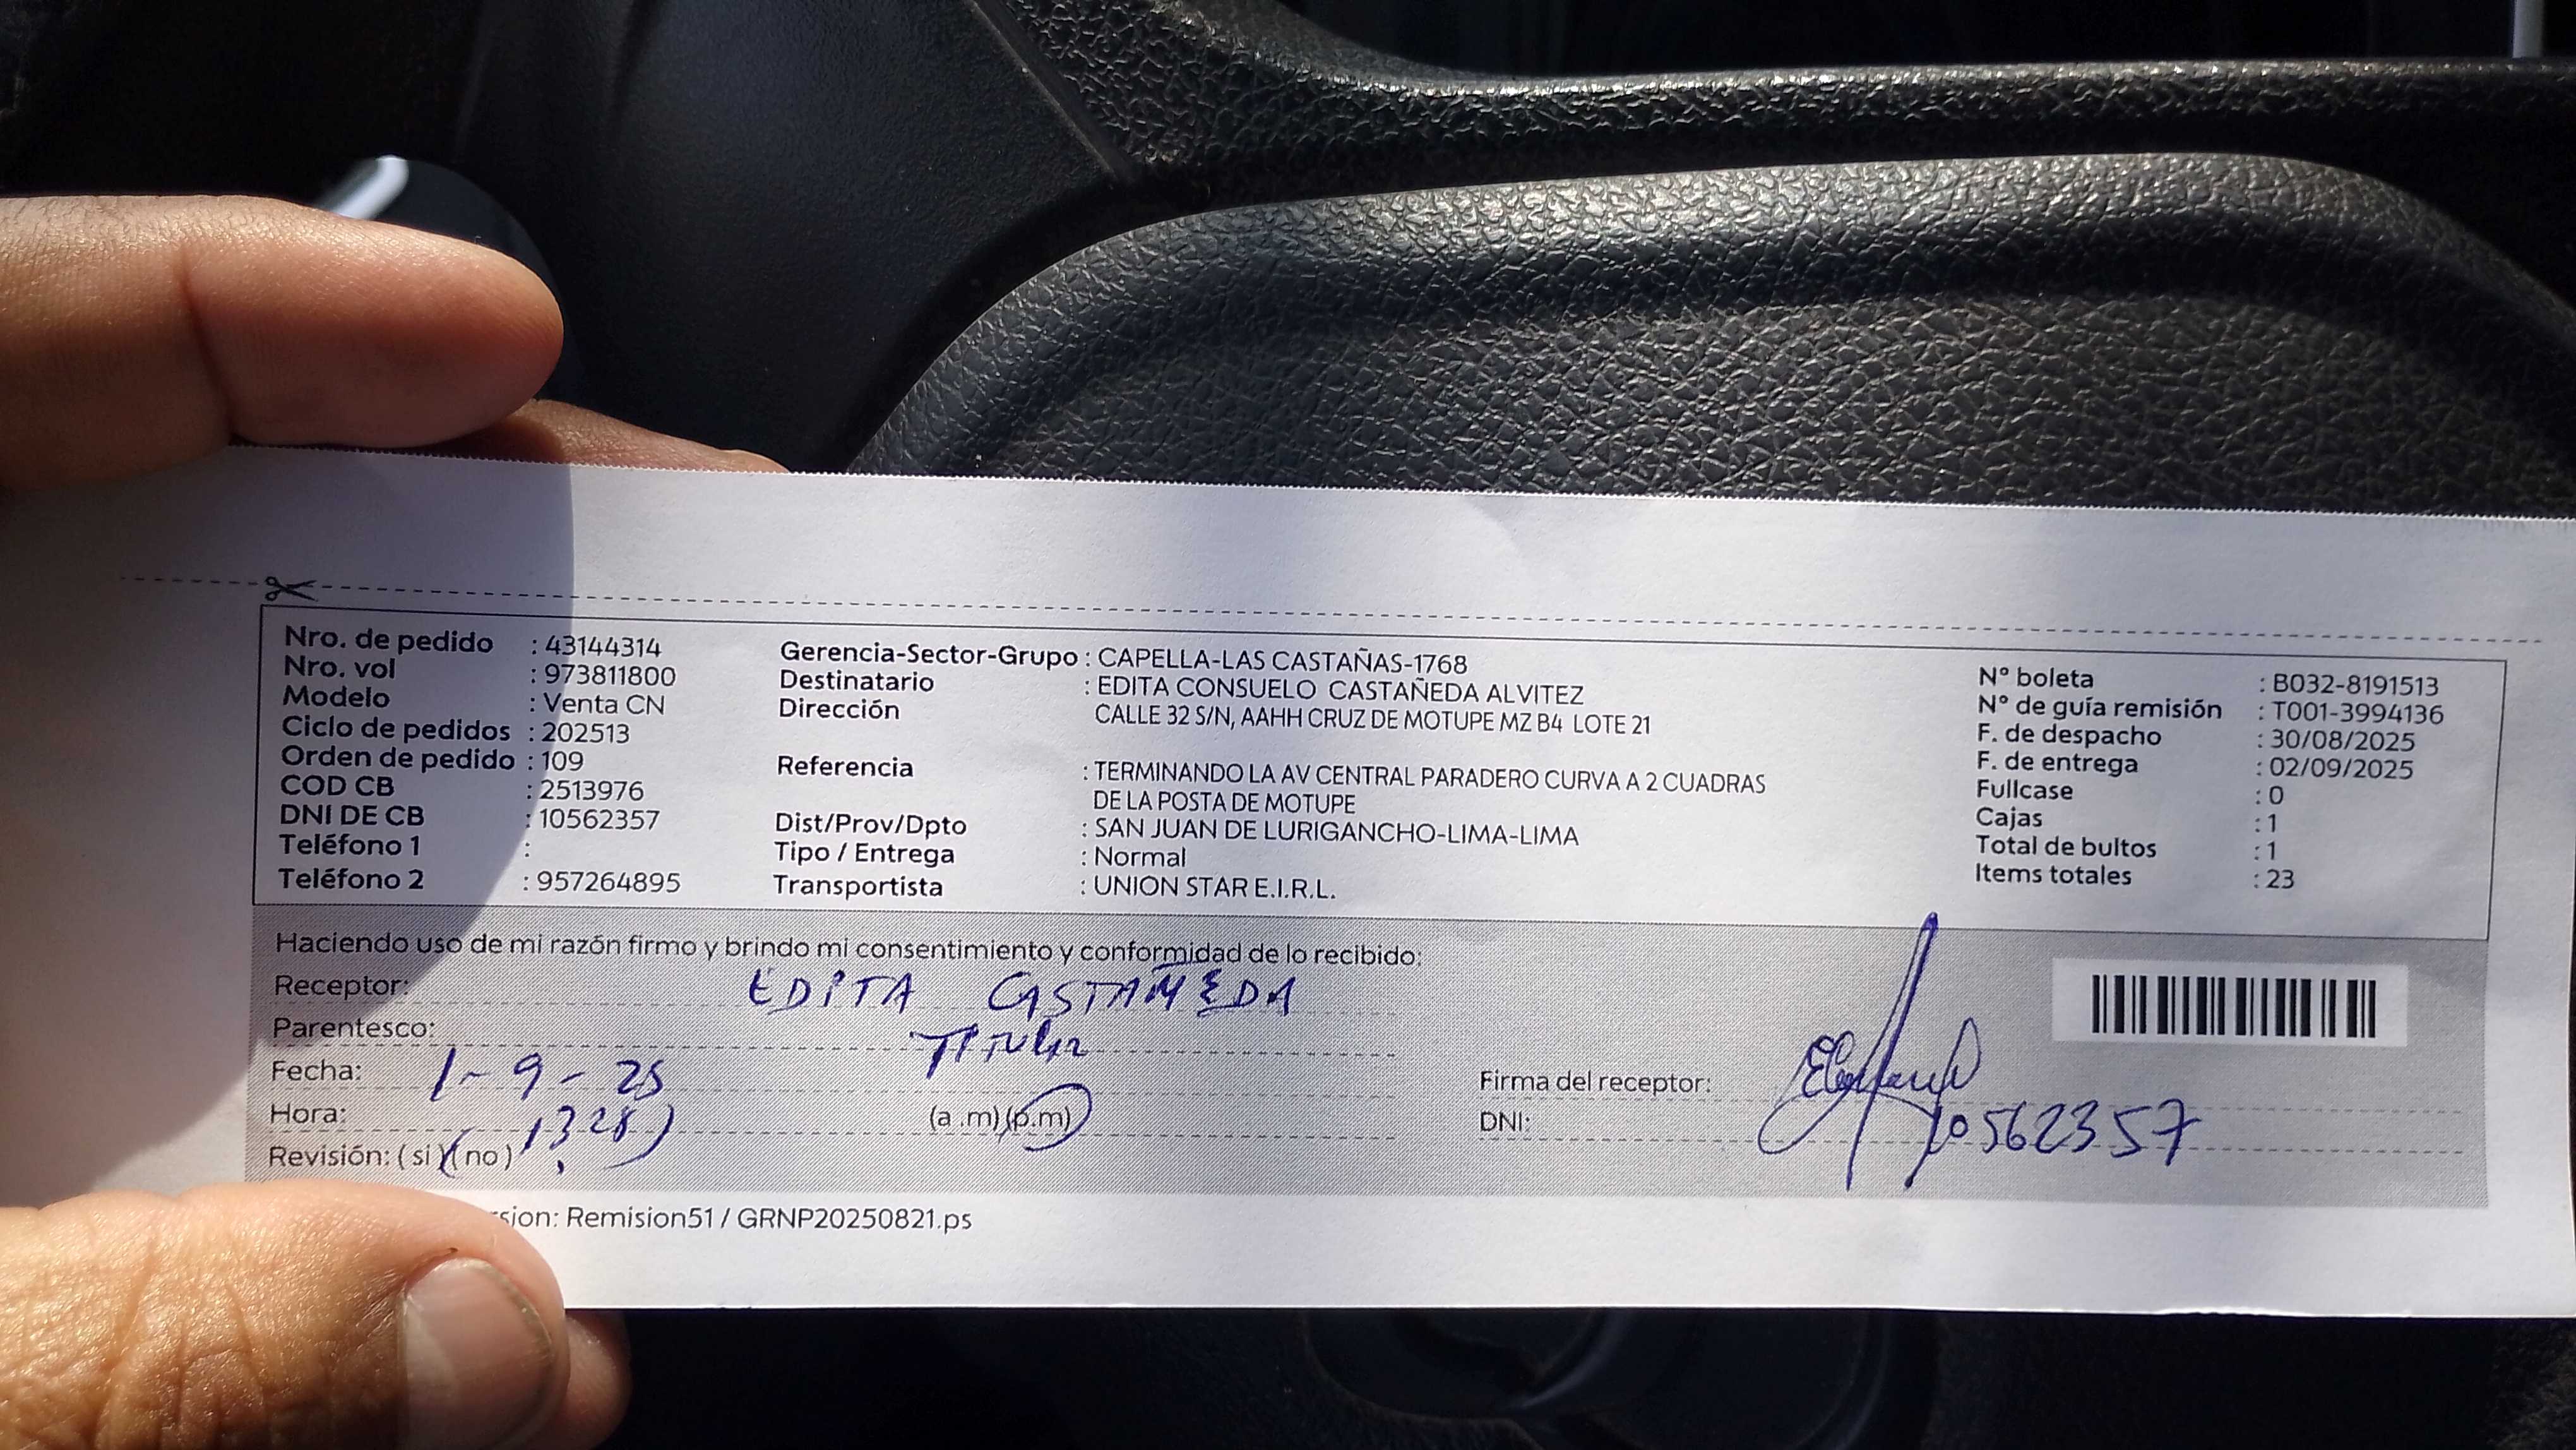 Nro. de pedido : 43144314
Nro. vol : 973811800
Modelo : Venta CN
Ciclo de pedidos : 202513
Orden de pedido : 109
COD CB : 2513976
DNI DE CB : 10562357
Teléfono 1 :
Teléfono 2 : 957264895
Gerencia-Sector-Grupo : CAPELLA-LAS CASTAÑAS-1768
Destinatario : EDITA CONSUELO CASTAÑEDA ALVITEZ
Dirección CALLE 32 S/N, AAHH CRUZ DE MOTUPE MZ B4 LOTE 21
Referencia : TERMINANDO LA AV CENTRAL PARADERO CURVA A 2 CUADRAS
DE LA POSTA DE MOTUPE
Dist/Prov/Dpto : SAN JUAN DE LURIGANCHO-LIMA-LIMA
Tipo / Entrega : Normal
Transportista : UNION STAR E.I.R.L.
N° boleta : B032-8191513
N° de guía remisión : T001-3994136
F. de despacho : 30/08/2025
F. de entrega : 02/09/2025
Fullcase : 0
Cajas : 1
Total de bultos : 1
Items totales : 23
Haciendo uso de mi razón firmo y brindo mi consentimiento y conformidad de lo recibido:
Receptor: EDITA CASTAÑEDA
Parentesco: TITULAR
Fecha: 1-9-25
Hora: 1328 (a .m) (p.m)
Revisión: ( si ) ( no )
Firma del receptor:
DNI: 10562357
sion: Remision51 / GRNP20250821.ps